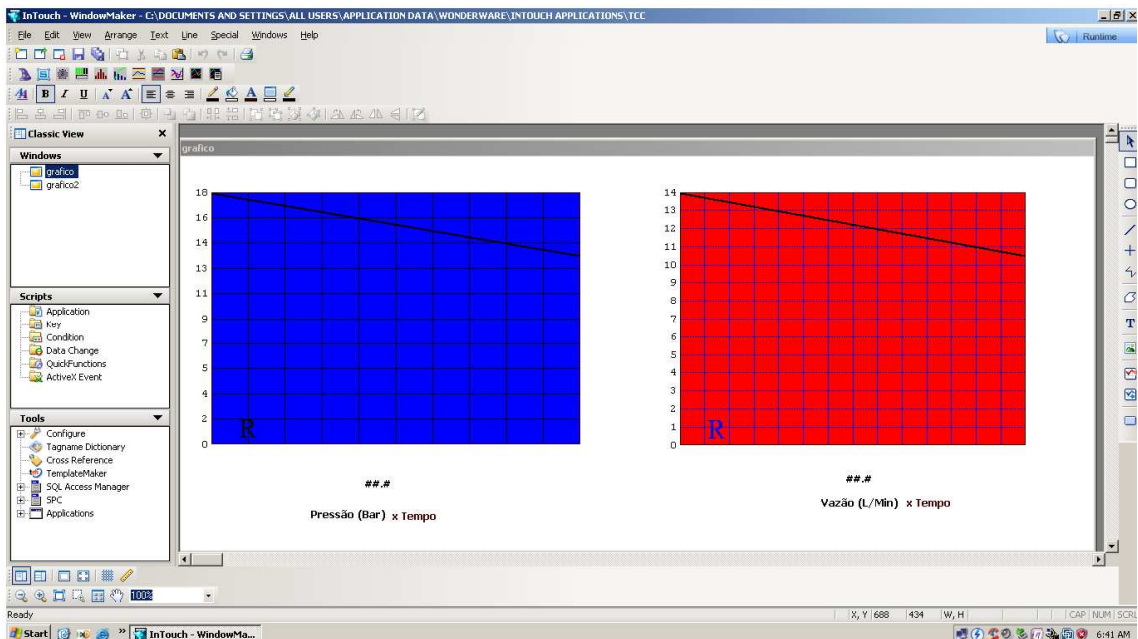 InTouch - WindowMaker - C:\DOCUMENTS AND SETTINGS\ALL USERS\APPLICATION DATA\WONDERWARE\INTOUCH APPLICATIONS\TCC
File Edit View Arrange Text Line Special Windows Help
Runtime
B I U A A
Classic View
Windows
grafico
grafico2
Scripts
Application
Key
Condition
Data Change
QuickFunctions
ActiveX Event
Tools
Configure
Tagname Dictionary
Cross Reference
TemplateMaker
SQL Access Manager
SPC
Applications
grafico
18
16
14
13
11
9
7
5
4
2
0
R
##.#
Pressão (Bar) x Tempo
14
13
12
11
10
9
8
7
6
5
4
3
2
1
0
R
##.#
Vazão (L/Min) x Tempo
T
100%
Ready
X, Y 688 434 W, H CAP NUM SCRL
Start » InTouch - WindowMa... 6:41 AM